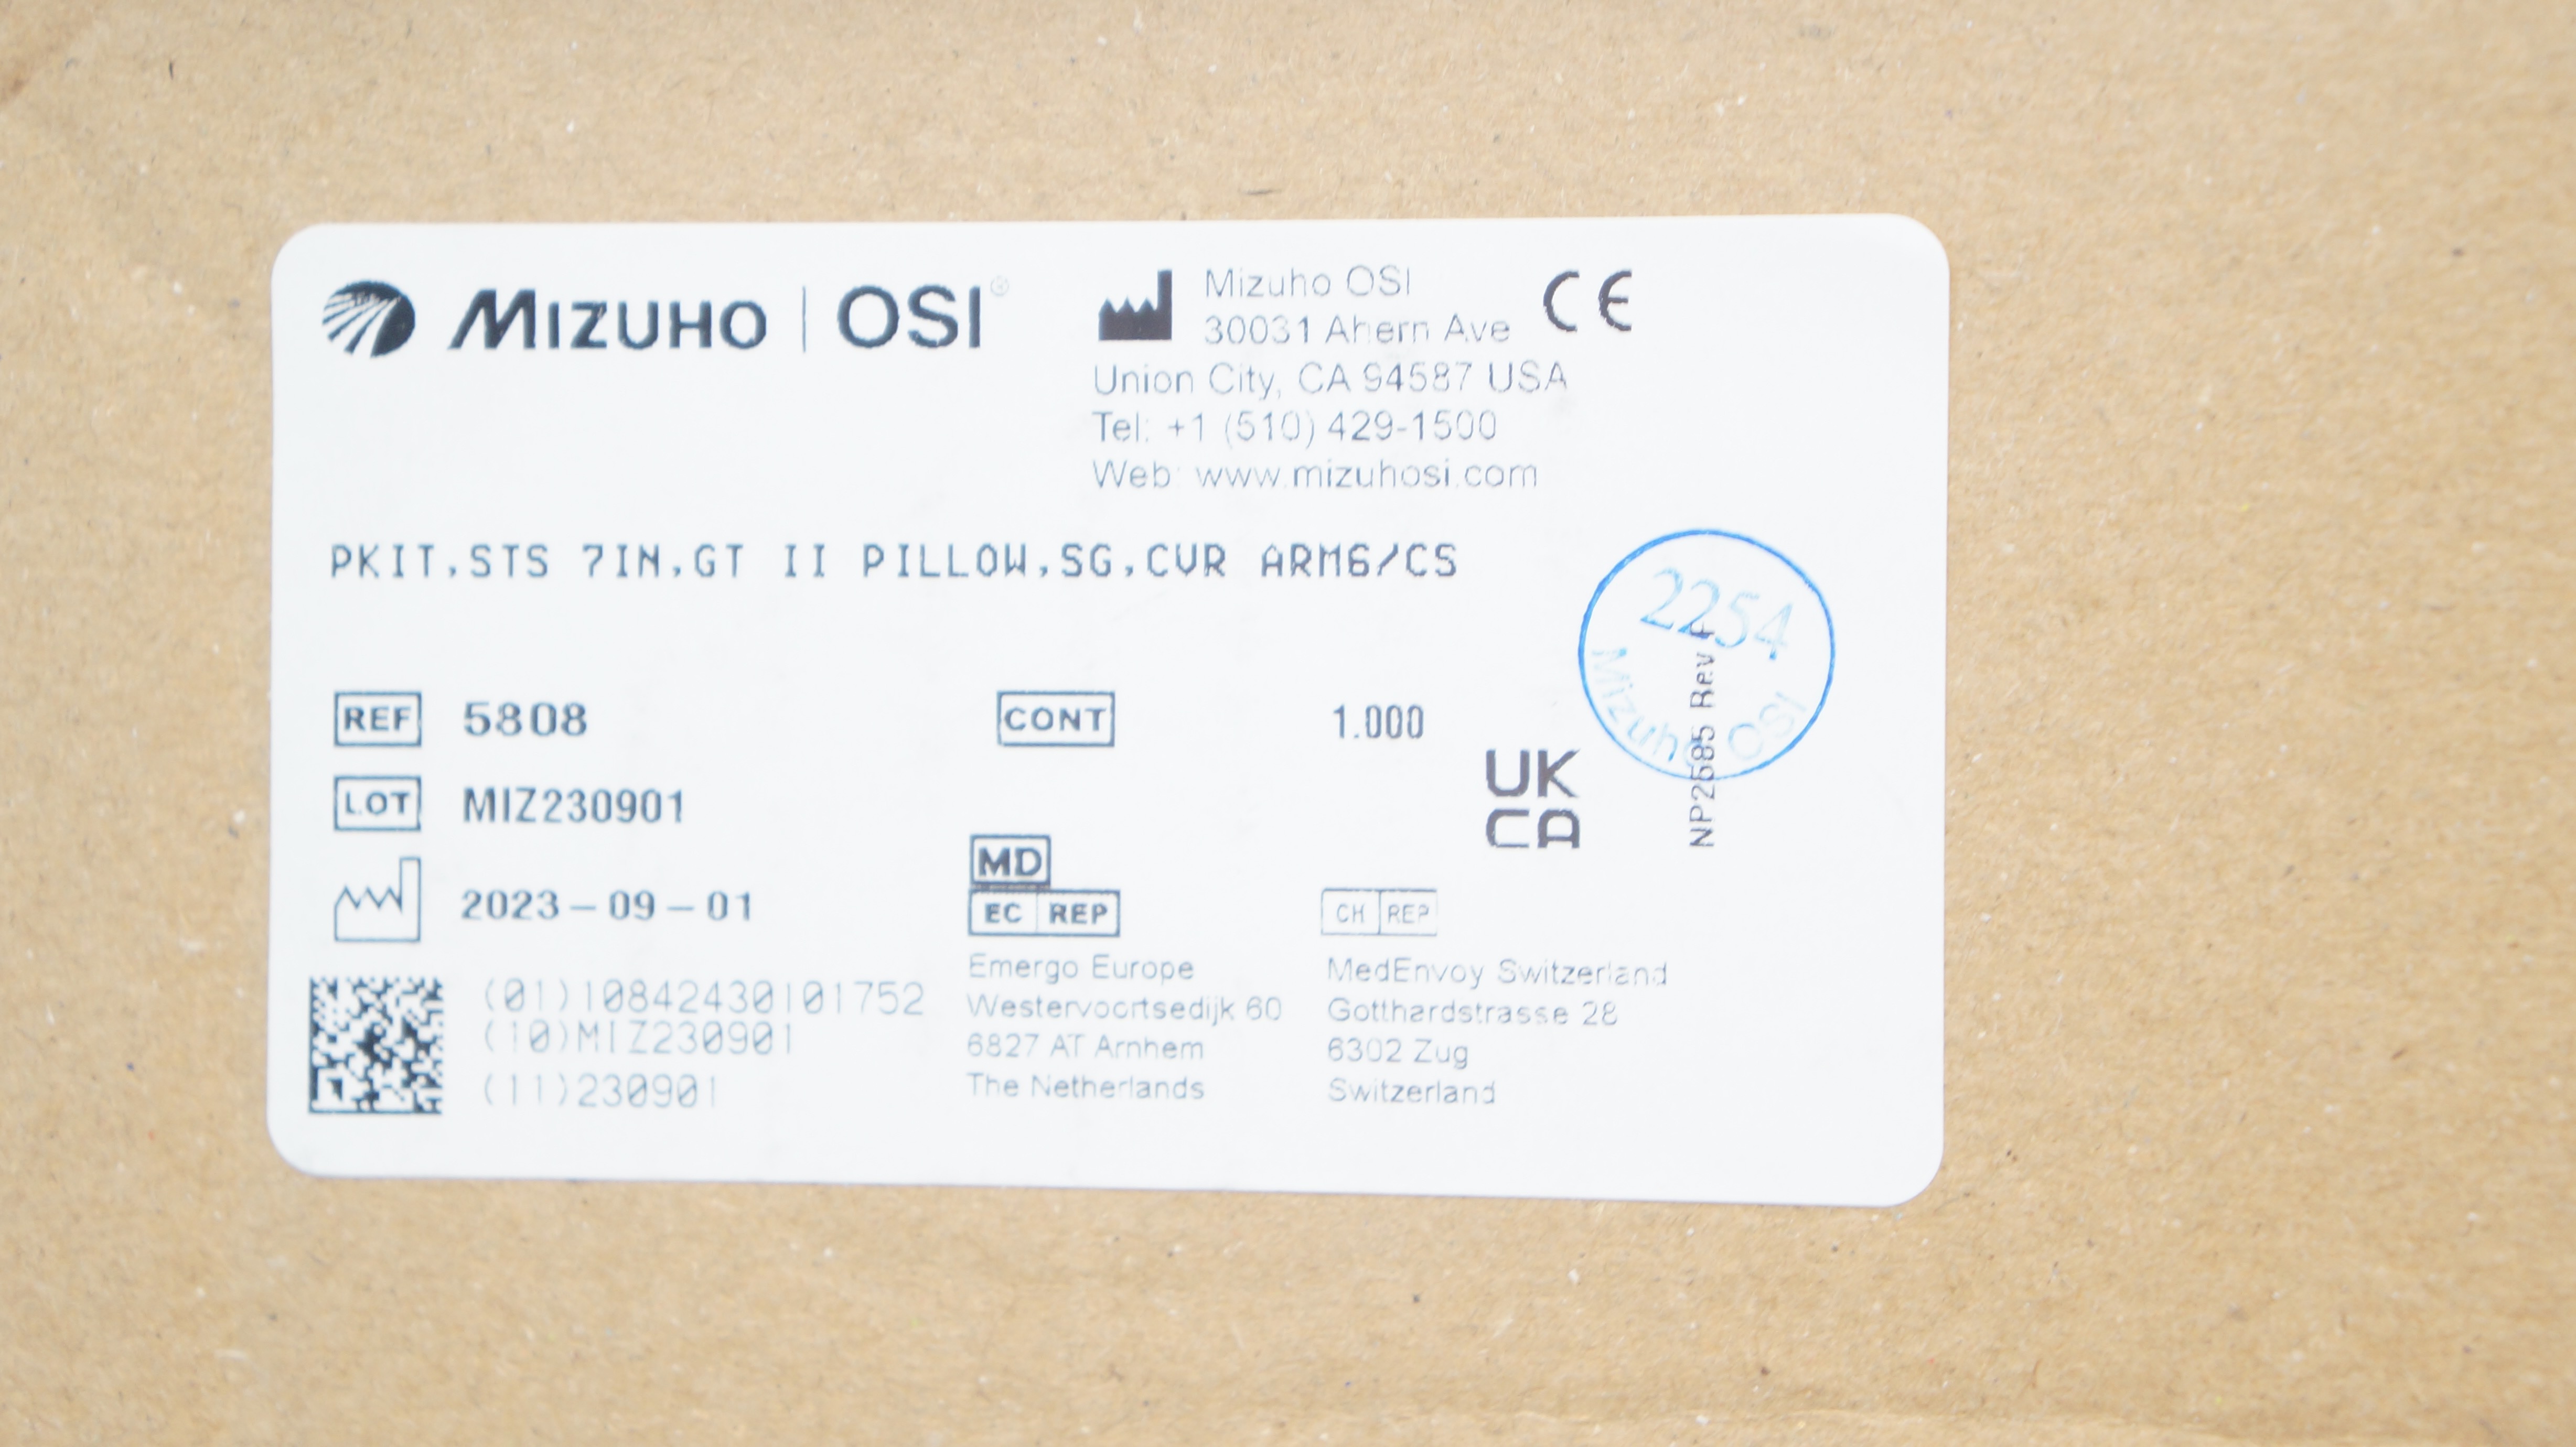 MIZUHO | OSI®
Mizuho OSI
30031 Ahern Ave
CE
Union City, CA 94587 USA
Tel: +1 (510) 429-1500
Web: www.mizuhosi.com
PKIT,STS 7IN,GT II PILLOW,SG,CVR ARM6/CS
2254
Mizuho OSI
NP2585 Rev F
REF 5808
CONT 1.000
LOT MIZ230901
UK
CA
2023-09-01
MD
EC REP
CH REP
(01)10842430101752
(10)MIZ230901
(11)230901
Emergo Europe
Westervoortsedijk 60
6827 AT Arnhem
The Netherlands
MedEnvoy Switzerland
Gotthardstrasse 28
6302 Zug
Switzerland